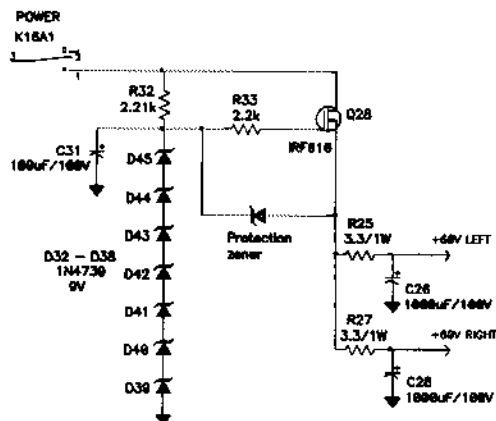 POWER
K16A1
R32
2.21k
R33
2.2k
Q28
IRF616
C31
100uF/100V
D45
D44
D43
D32 - D38
1N4739
9V
D42
D41
D40
D39
Protection
zener
R25
3.3/1W
+60V LEFT
C26
1000uF/100V
R27
3.3/1W
+60V RIGHT
C28
1000uF/100V